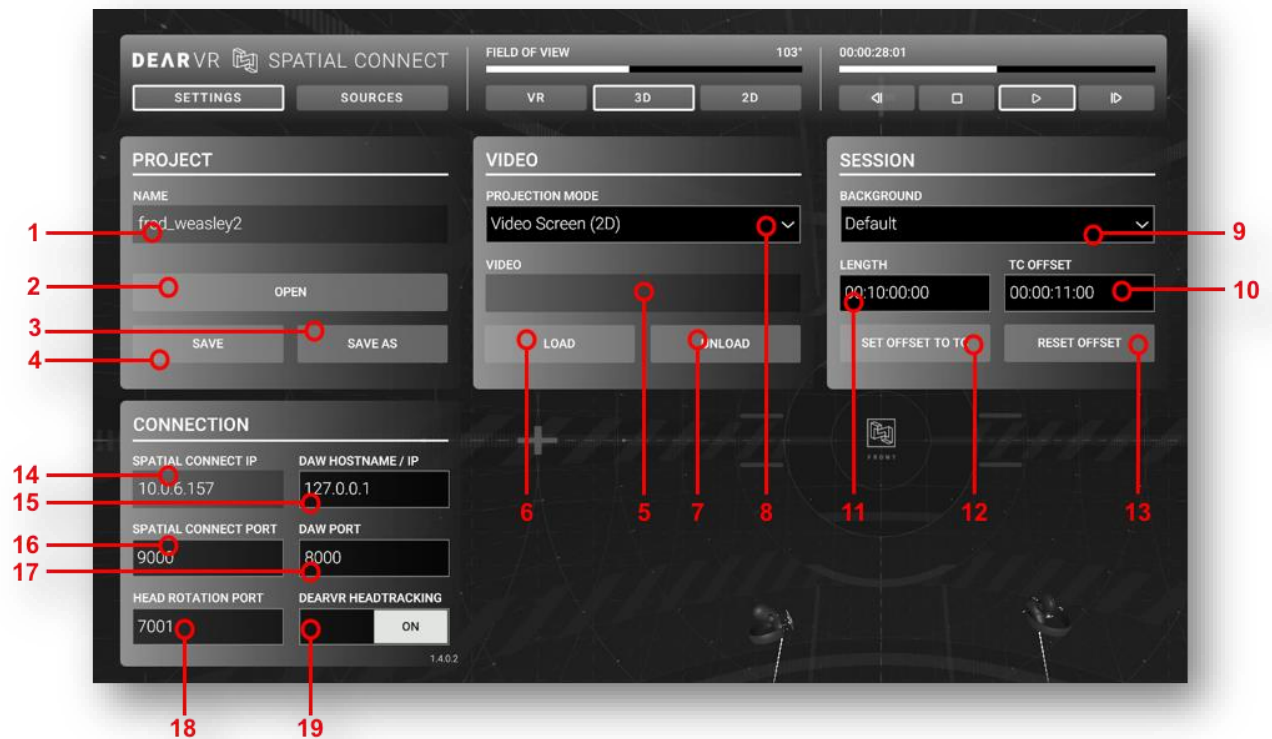 DEARVR SPATIAL CONNECT
SETTINGS SOURCES
FIELD OF VIEW 103°
VR 3D 2D
00:00:28:01
PROJECT
NAME
fred_weasley2
OPEN
SAVE SAVE AS
VIDEO
PROJECTION MODE
Video Screen (2D)
VIDEO
LOAD UNLOAD
SESSION
BACKGROUND
Default
LENGTH TC OFFSET
00:10:00:00 00:00:11:00
SET OFFSET TO TC RESET OFFSET
CONNECTION
SPATIAL CONNECT IP DAW HOSTNAME / IP
10.0.6.157 127.0.0.1
SPATIAL CONNECT PORT DAW PORT
9000 8000
HEAD ROTATION PORT DEARVR HEADTRACKING
7001 ON
1.4.0.2
FRONT
1
2
3
4
9
10
14
15
16
17
6 5 7 8 11 12 13
18 19